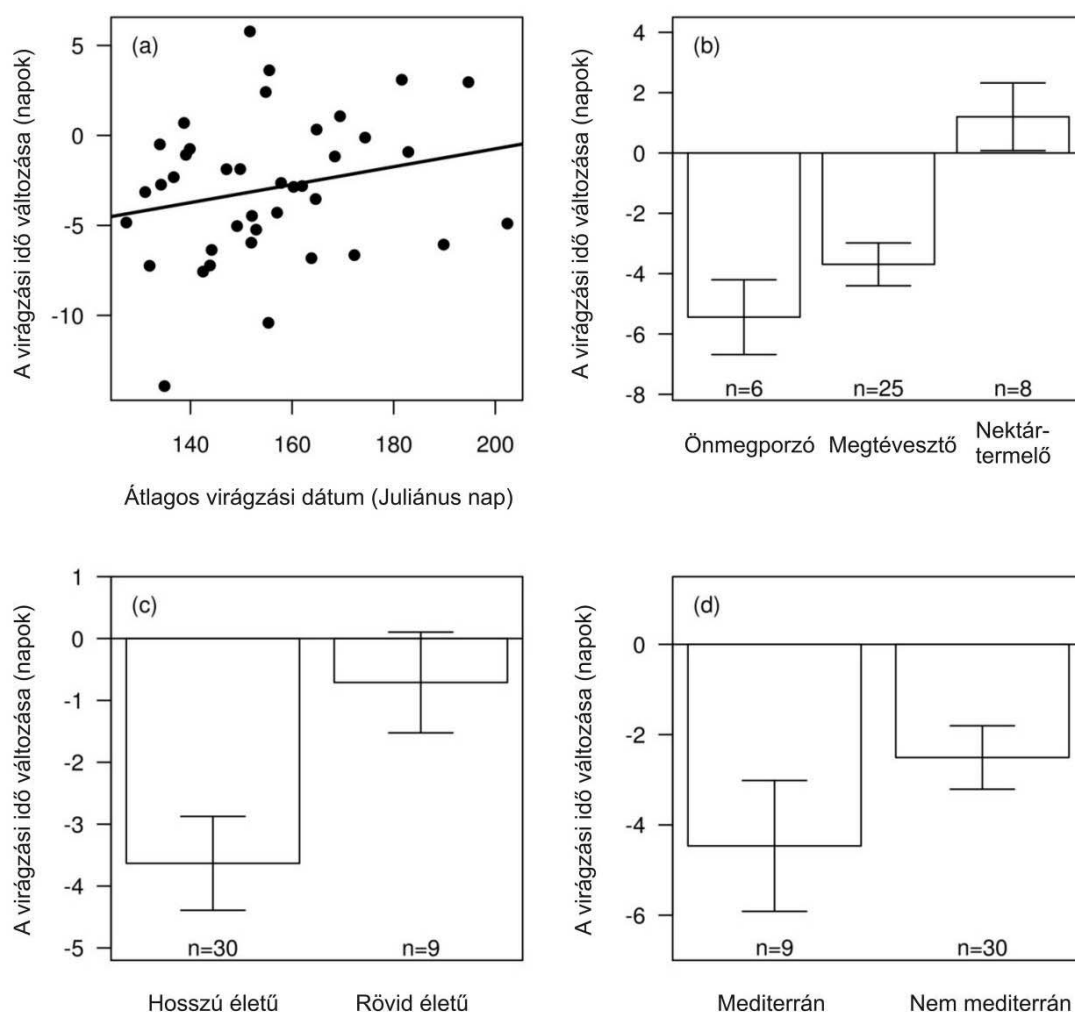 A virágzási idő változása (napok)
(a)
5
0
-5
-10
140 160 180 200
Átlagos virágzási dátum (Juliánus nap)
A virágzási idő változása (napok)
(b)
4
2
0
-2
-4
-6
-8
n=6 n=25 n=8
Önmegporzó Megtévesztő Nektár-
termelő
A virágzási idő változása (napok)
(c)
1
0
-1
-2
-3
-4
-5
n=30 n=9
Hosszú életű Rövid életű
A virágzási idő változása (napok)
(d)
0
-2
-4
-6
n=9 n=30
Mediterrán Nem mediterrán